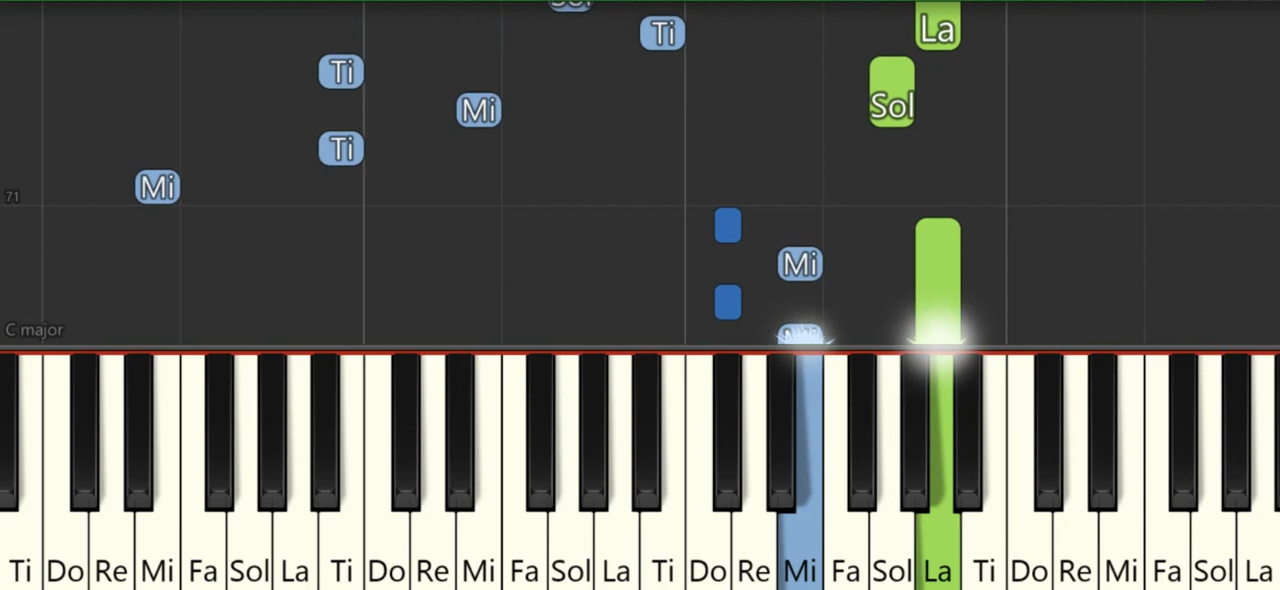 Sol
Ti La
Ti
Sol
Mi
Ti
Mi
71
Mi
C major
Ti Do Re Mi Fa Sol La Ti Do Re Mi Fa Sol La Ti Do Re Mi Fa Sol La Ti Do Re Mi Fa Sol La